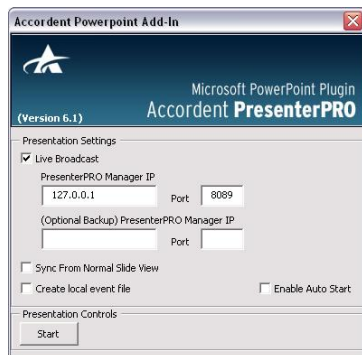 Accordent Powerpoint Add-In
Microsoft PowerPoint Plugin
(Version 6.1) Accordent PresenterPRO
Presentation Settings
Live Broadcast
PresenterPRO Manager IP
127.0.0.1 Port 8089
(Optional Backup) PresenterPRO Manager IP
Port
Sync From Normal Slide View
Create local event file Enable Auto Start
Presentation Controls
Start